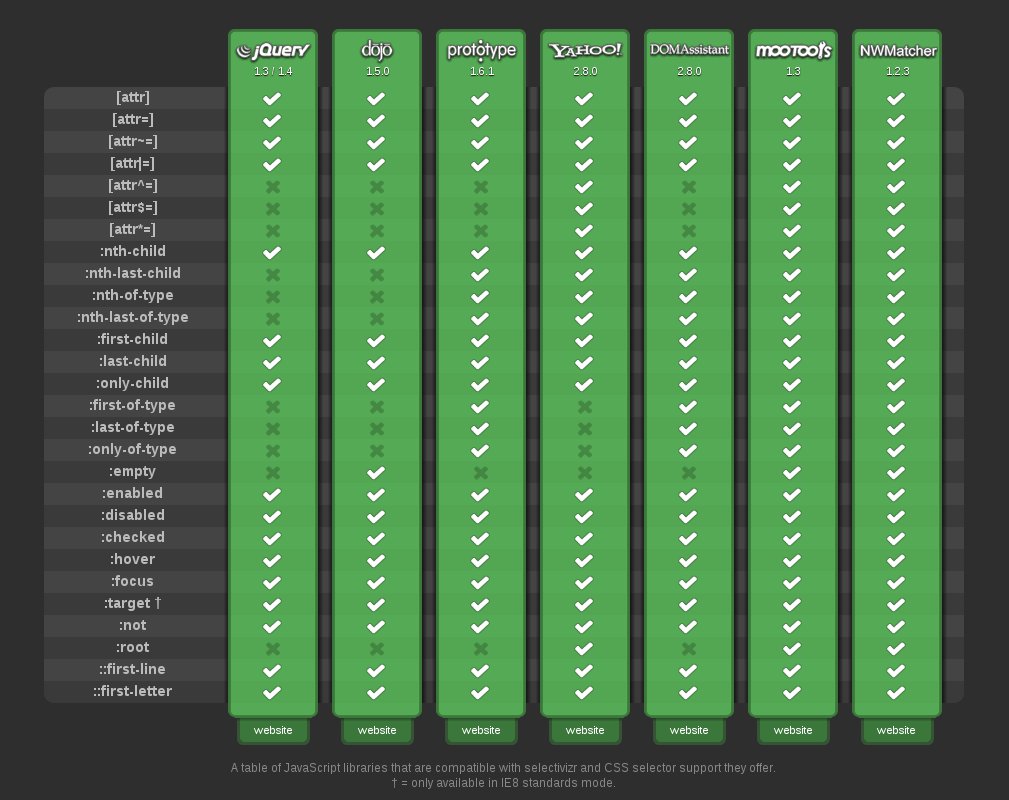 jQuery dojo prototype YAHOO! DOMAssistant mootools NWMatcher
1.3 / 1.4 1.5.0 1.6.1 2.8.0 2.8.0 1.3 1.2.3
[attr]
[attr=]
[attr~=]
[attr|=]
[attr^=]
[attr$=]
[attr*=]
:nth-child
:nth-last-child
:nth-of-type
:nth-last-of-type
:first-child
:last-child
:only-child
:first-of-type
:last-of-type
:only-of-type
:empty
:enabled
:disabled
:checked
:hover
:focus
:target †
:not
:root
::first-line
::first-letter
website website website website website website website
A table of JavaScript libraries that are compatible with selectivizr and CSS selector support they offer.
† = only available in IE8 standards mode.